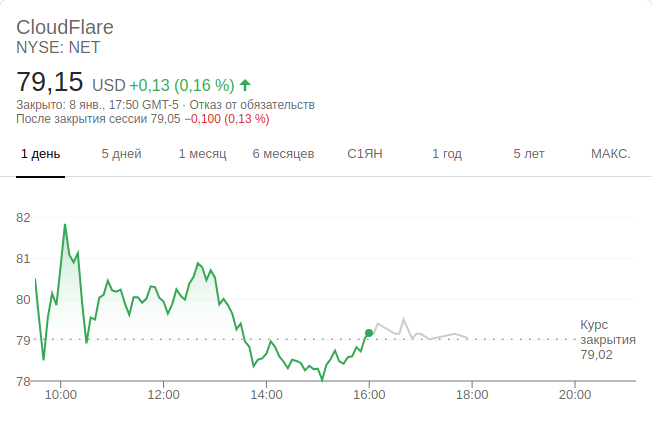 CloudFlare
NYSE: NET
79,15 USD +0,13 (0,16 %)
Закрыто: 8 янв., 17:50 GMT-5 · Отказ от обязательств
После закрытия сессии 79,05 −0,100 (0,13 %)
1 день 5 дней 1 месяц 6 месяцев С1ЯН 1 год 5 лет МАКС.
82
81
80
79
78
Курс
закрытия
79,02
10:00 12:00 14:00 16:00 18:00 20:00